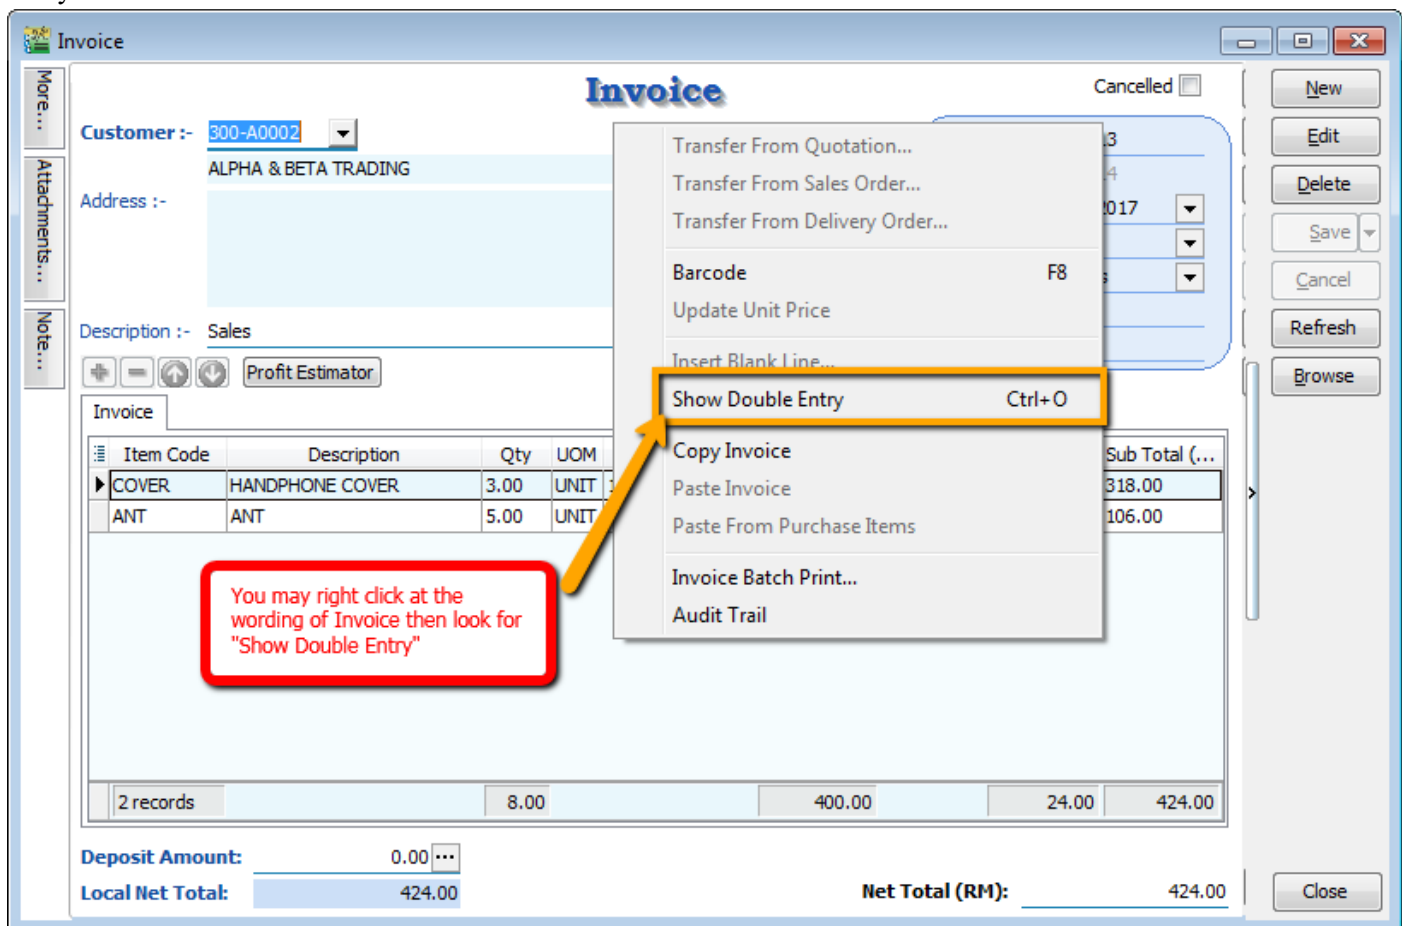 Invoice
More...
Attachments...
Note...
Invoice
Cancelled
Customer :- 300-A0002
ALPHA & BETA TRADING
Address :-
Description :- Sales
Profit Estimator
Invoice
Item Code Description Qty UOM Sub Total (...
COVER HANDPHONE COVER 3.00 UNIT 318.00
ANT ANT 5.00 UNIT 106.00
2 records 8.00 400.00 24.00 424.00
Deposit Amount: 0.00 ...
Local Net Total: 424.00
Net Total (RM): 424.00
Transfer From Quotation...
Transfer From Sales Order...
Transfer From Delivery Order...
Barcode F8
Update Unit Price
Insert Blank Line...
Show Double Entry Ctrl+O
Copy Invoice
Paste Invoice
Paste From Purchase Items
Invoice Batch Print...
Audit Trail
You may right click at the
wording of Invoice then look for
"Show Double Entry"
2017
New
Edit
Delete
Save
Cancel
Refresh
Browse
Close